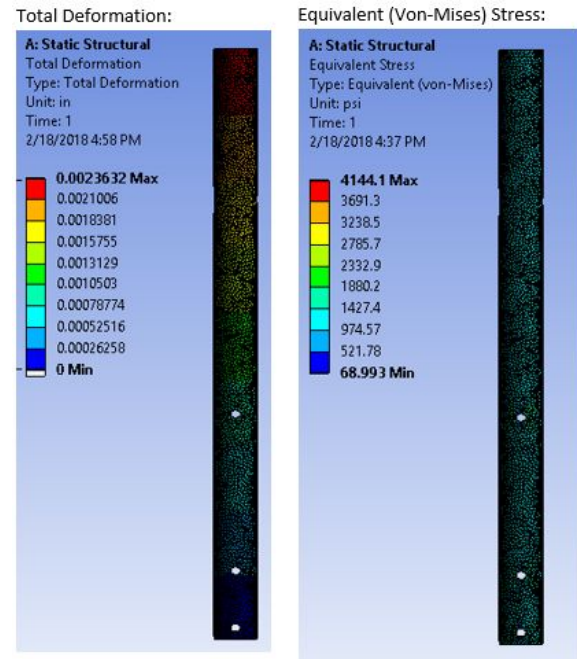 Total Deformation:
A: Static Structural
Total Deformation
Type: Total Deformation
Unit: in
Time: 1
2/18/2018 4:58 PM
0.0023632 Max
0.0021006
0.0018381
0.0015755
0.0013129
0.0010503
0.00078774
0.00052516
0.00026258
0 Min
Equivalent (Von-Mises) Stress:
A: Static Structural
Equivalent Stress
Type: Equivalent (von-Mises)
Unit: psi
Time: 1
2/18/2018 4:37 PM
4144.1 Max
3691.3
3238.5
2785.7
2332.9
1880.2
1427.4
974.57
521.78
68.993 Min